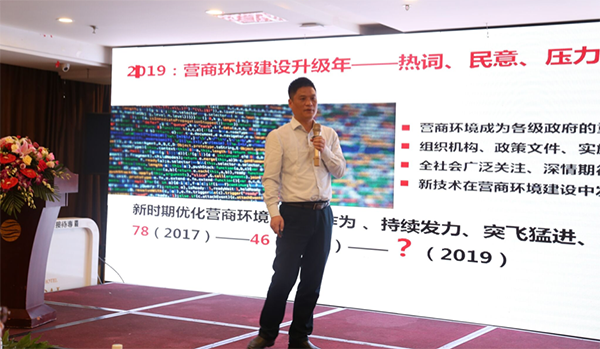 2019：营商环境建设升级年——热词、民意、压力
营商环境成为各级政府的重
组织机构、政策文件、实施
全社会广泛关注、深情期
新技术在营商环境建设中
新时期优化营商环境 作为 、持续发力、突飞猛进、
78（2017）——46 ）——？（2019）